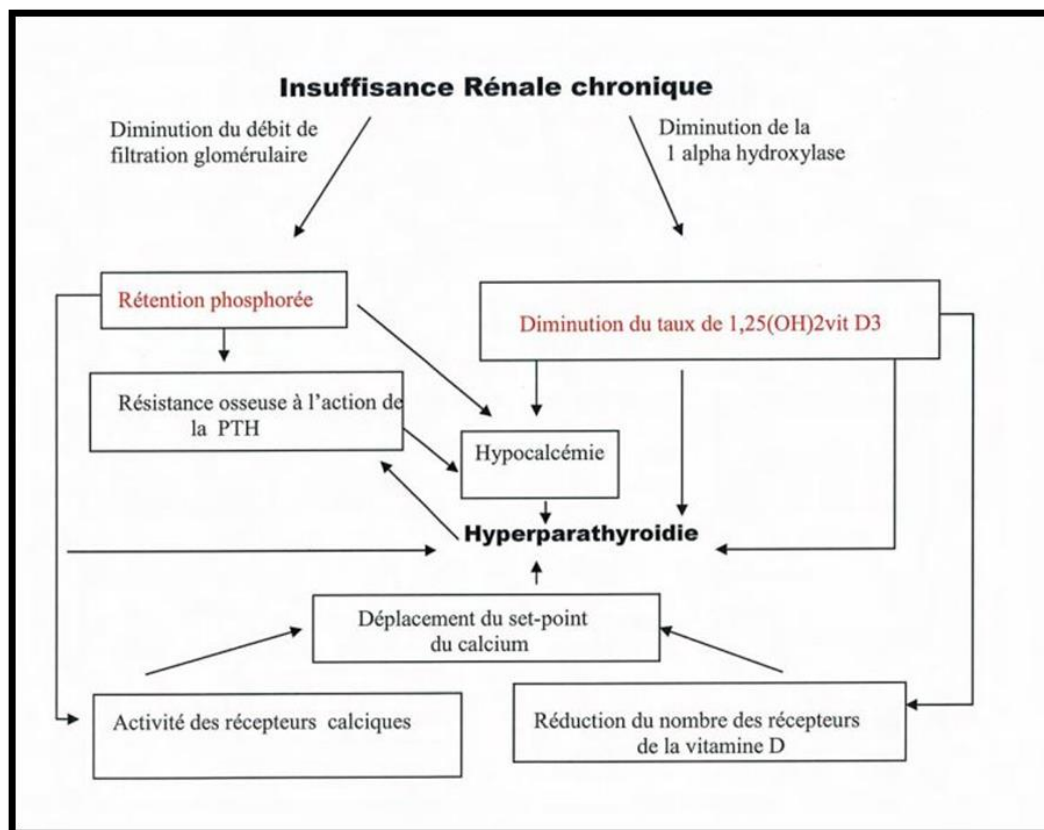 Insuffisance Rénale chronique
Diminution du débit de
filtration glomérulaire
Diminution de la
1 alpha hydroxylase
Rétention phosphorée
Diminution du taux de 1,25(OH)2vit D3
Résistance osseuse à l'action de
la PTH
Hypocalcémie
Hyperparathyroidie
Déplacement du set-point
du calcium
Activité des récepteurs calciques
Réduction du nombre des récepteurs
de la vitamine D